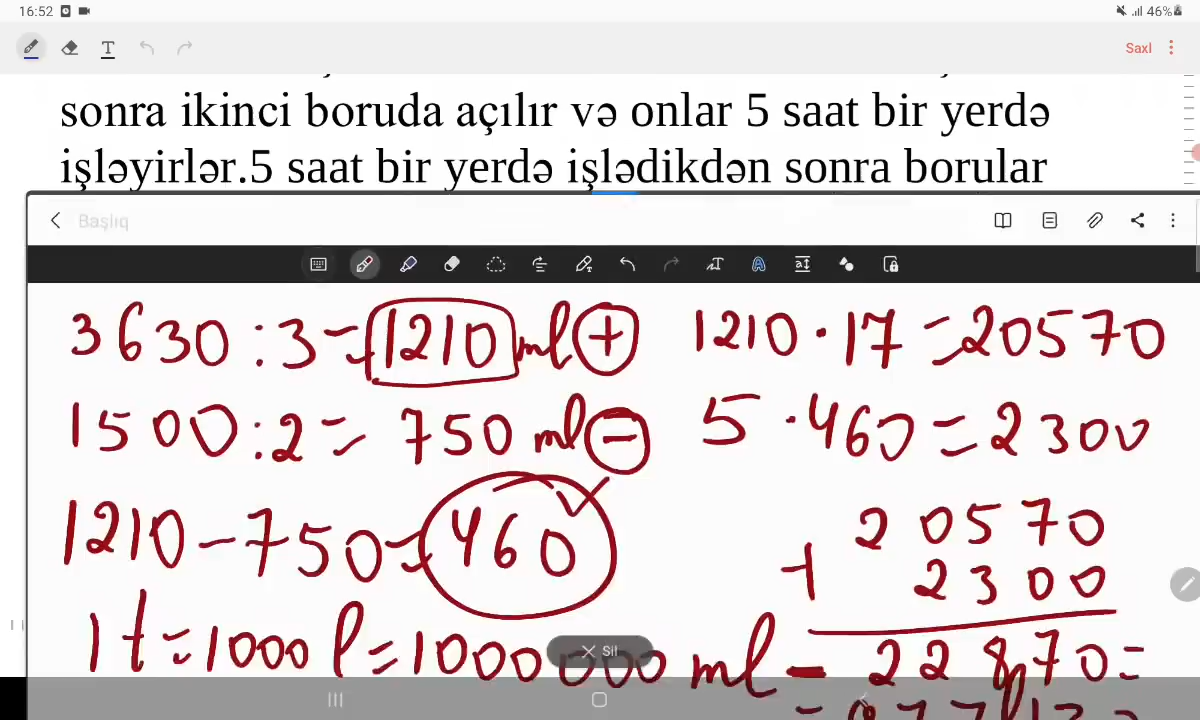 16:52
46%
T
Saxl
sonra ikinci boruda açılır və onlar 5 saat bir yerdə
işləyirlər.5 saat bir yerdə işlədikdən sonra borular
Başlıq
3630:3=1210 ml +
1210·17=20570
1500:2=750 ml −
5·460=2300
1210-750=460
20570
+ 2300
1t=1000 l=1000000 ml
Sil
- 22870=